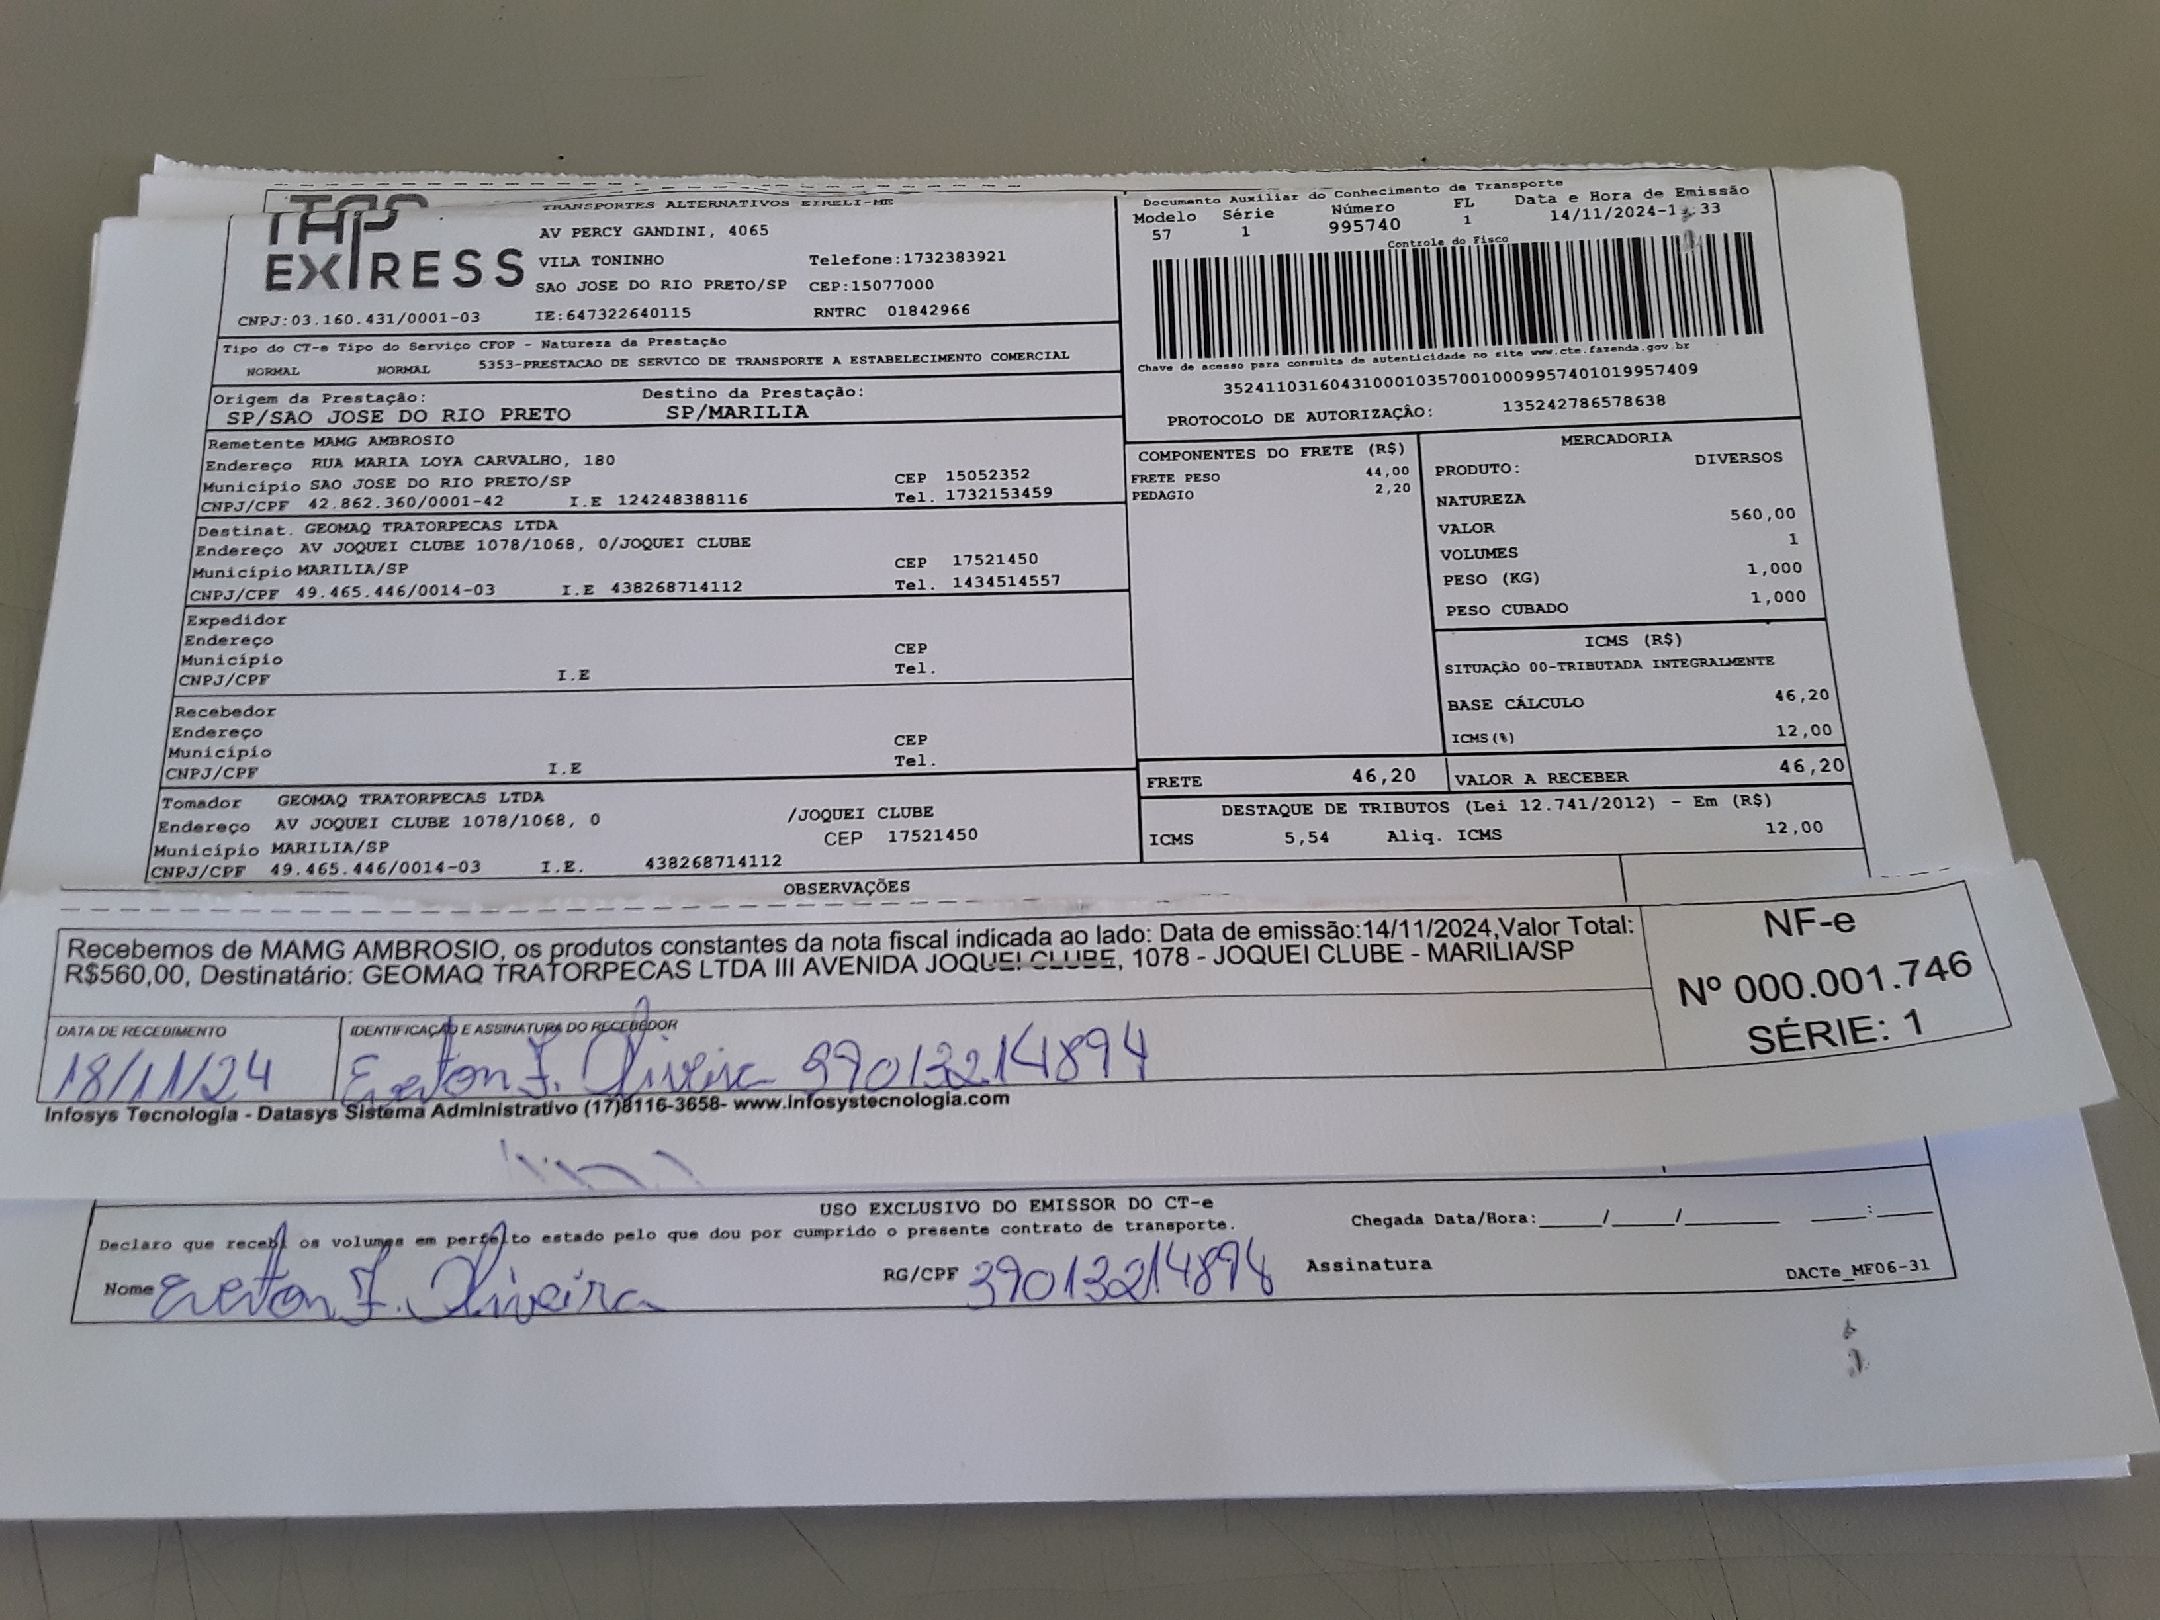 EXPRESS
TRANSPORTES ALTERNATIVOS EIRELI-ME
AV PERCY GANDINI, 4065
VILA TONINHO Telefone:1732383921
SAO JOSE DO RIO PRETO/SP CEP:15077000
CNPJ:03.160.431/0001-03 IE:647322640115 RNTRC 01842966
Documento Auxiliar do Conhecimento de Transporte
Modelo Série Número FL Data e Hora de Emissão
57 1 995740 1 14/11/2024
Controle do Fisco
Chave de acesso para consulta de autenticidade no site www.cte.fazenda.gov.br
35241103160431000103570010009957401019957409
PROTOCOLO DE AUTORIZAÇÂO: 135242786578638
Tipo do CT-e Tipo do Serviço CFOP - Natureza da Prestação
NORMAL NORMAL 5353-PRESTACAO DE SERVICO DE TRANSPORTE A ESTABELECIMENTO COMERCIAL
Origem da Prestação: Destino da Prestação:
SP/SAO JOSE DO RIO PRETO SP/MARILIA
Remetente MAMG AMBROSIO
Endereço RUA MARIA LOYA CARVALHO, 180
Município SAO JOSE DO RIO PRETO/SP CEP 15052352
CNPJ/CPF 42.862.360/0001-42 I.E 124248388116 Tel. 1732153459
Destinat. GEOMAQ TRATORPECAS LTDA
Endereço AV JOQUEI CLUBE 1078/1068, 0/JOQUEI CLUBE
Município MARILIA/SP CEP 17521450
CNPJ/CPF 49.465.446/0014-03 I.E 438268714112 Tel. 1434514557
Expedidor
Endereço
Município CEP
CNPJ/CPF I.E Tel.
Recebedor
Endereço
Município CEP
CNPJ/CPF I.E Tel.
Tomador GEOMAQ TRATORPECAS LTDA
Endereço AV JOQUEI CLUBE 1078/1068, 0 /JOQUEI CLUBE
Município MARILIA/SP CEP 17521450
CNPJ/CPF 49.465.446/0014-03 I.E. 438268714112
COMPONENTES DO FRETE (R$)
FRETE PESO 44,00
PEDAGIO 2,20
MERCADORIA
PRODUTO: DIVERSOS
NATUREZA
VALOR 560,00
VOLUMES 1
PESO (KG) 1,000
PESO CUBADO 1,000
ICMS (R$)
SITUAÇÃO 00-TRIBUTADA INTEGRALMENTE
BASE CÁLCULO 46,20
ICMS(%) 12,00
FRETE 46,20 VALOR A RECEBER 46,20
DESTAQUE DE TRIBUTOS (Lei 12.741/2012) - Em (R$)
ICMS 5,54 Aliq. ICMS 12,00
OBSERVAÇÕES
Recebemos de MAMG AMBROSIO, os produtos constantes da nota fiscal indicada ao lado: Data de emissão:14/11/2024,Valor Total:
R$560,00, Destinatário: GEOMAQ TRATORPECAS LTDA III AVENIDA JOQUEI CLUBE, 1078 - JOQUEI CLUBE - MARILIA/SP
NF-e
Nº 000.001.746
SÉRIE: 1
DATA DE RECEBIMENTO IDENTIFICAÇÃO E ASSINATURA DO RECEBEDOR
18/11/24 Everton F. Oliveira 39013214894
Infosys Tecnologia - Datasys Sistema Administrativo (17)8116-3658- www.infosystecnologia.com
USO EXCLUSIVO DO EMISSOR DO CT-e
Declaro que recebi os volumes em perfeito estado pelo que dou por cumprido o presente contrato de transporte. Chegada Data/Hora:_____/_____/________ _____:_____
Nome Everton F. Oliveira RG/CPF 39013214894 Assinatura
DACTe_MF06-31